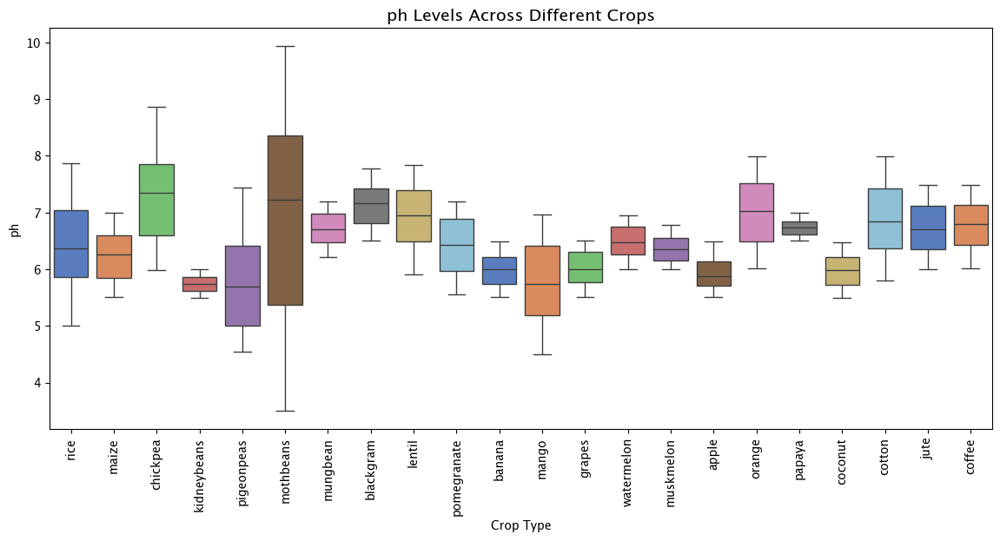 ph Levels Across Different Crops
10
9
8
7
6
5
4
ph
rice
maize
chickpea
kidneybeans
pigeonpeas
mothbeans
mungbean
blackgram
lentil
pomegranate
banana
mango
grapes
watermelon
muskmelon
apple
orange
papaya
coconut
cotton
jute
coffee
Crop Type